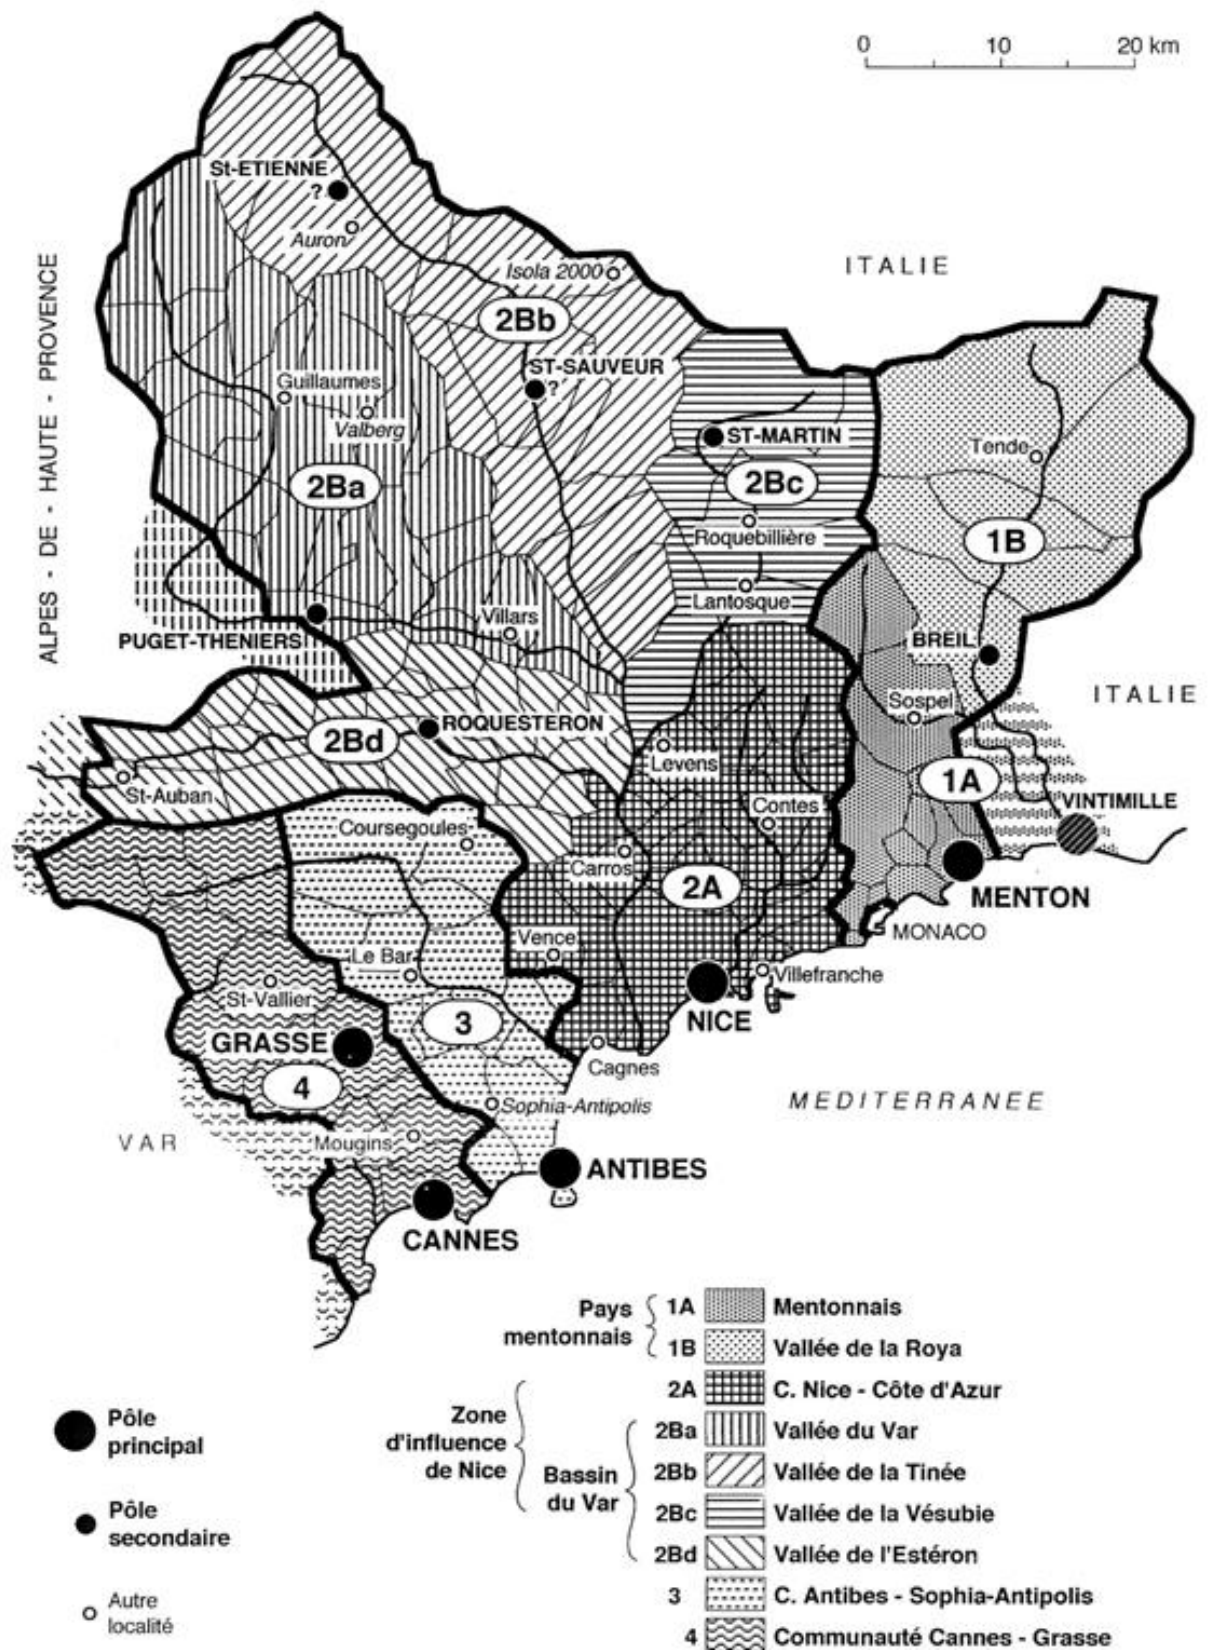 0 10 20 km
St-ETIENNE
?
Auron
Isola 2000
ITALIE
2Bb
ALPES - DE - HAUTE - PROVENCE
Guillaumes
Valberg
ST-SAUVEUR
?
ST-MARTIN
Tende
2Ba
2Bc
Roquebillière
1B
Lantosque
PUGET-THENIERS
Villars
BREIL
ITALIE
Sospel
ROQUESTERON
2Bd
Levens
St-Auban
1A
VINTIMILLE
Coursegoules
Contes
Carros
2A
MENTON
MONACO
Vence
Le Bar
Villefranche
St-Vallier
NICE
GRASSE
3
Cagnes
4
Sophia-Antipolis
MEDITERRANEE
VAR
Mougins
ANTIBES
CANNES
Pays
mentonnais
1A Mentonnais
1B Vallée de la Roya
2A C. Nice - Côte d'Azur
Zone
d'influence
de Nice
Bassin
du Var
2Ba Vallée du Var
2Bb Vallée de la Tinée
2Bc Vallée de la Vésubie
2Bd Vallée de l'Estéron
3 C. Antibes - Sophia-Antipolis
4 Communauté Cannes - Grasse
Pôle
principal
Pôle
secondaire
Autre
localité